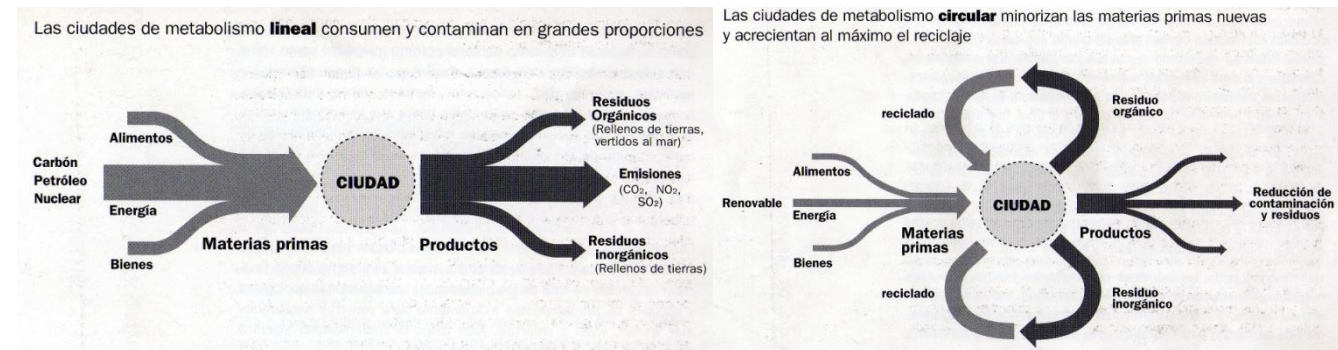 Las ciudades de metabolismo lineal consumen y contaminan en grandes proporciones
Alimentos
Carbón
Petróleo
Nuclear
Energía
Bienes
Materias primas
CIUDAD
Productos
Residuos
Orgánicos
(Rellenos de tierras,
vertidos al mar)
Emisiones
(CO₂, NO₂,
SO₂)
Residuos
inorgánicos
(Rellenos de tierras)
Las ciudades de metabolismo circular minorizan las materias primas nuevas
y acrecientan al máximo el reciclaje
reciclado
Residuo
orgánico
Alimentos
Renovable
Energía
Bienes
Materias
primas
CIUDAD
Productos
Reducción de
contaminación
y residuos
reciclado
Residuo
inorgánico